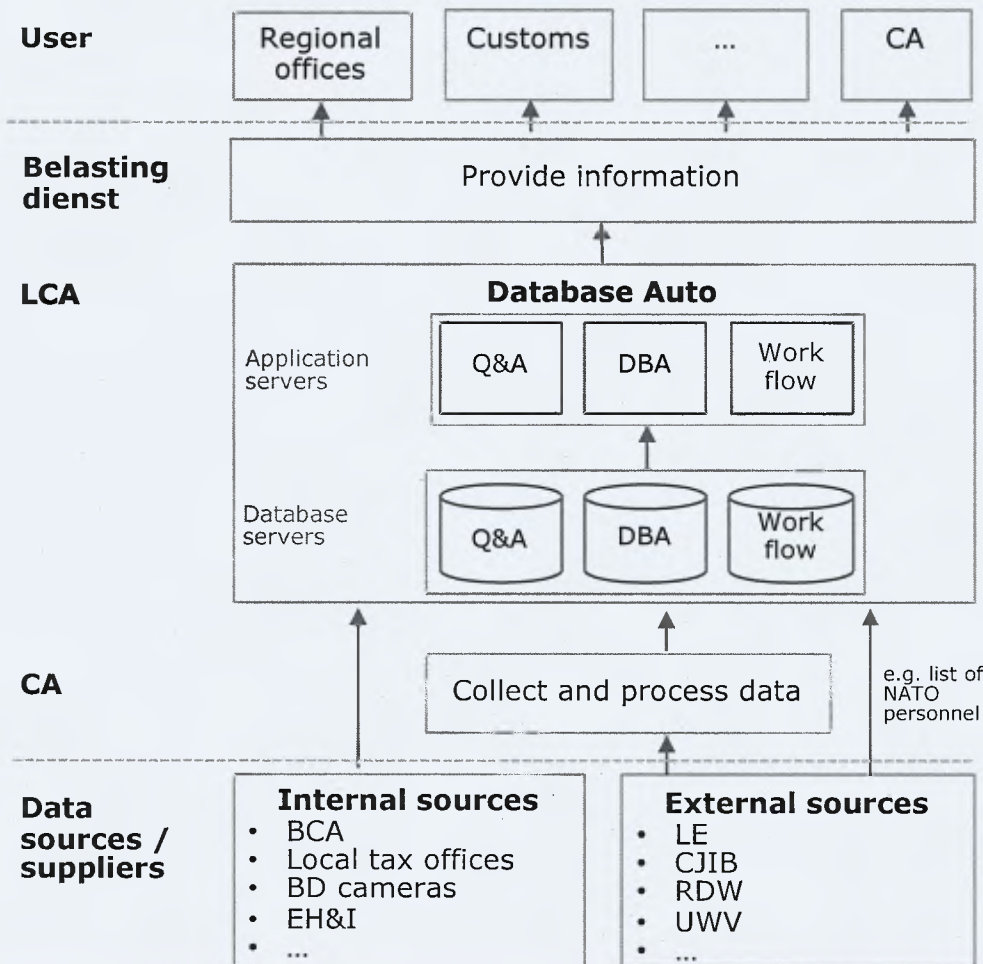 User
Regional
offices
Customs
...
CA
Belasting
dienst
Provide information
LCA
Database Auto
Application
servers
Q&A
DBA
Work
flow
Database
servers
Q&A
DBA
Work
flow
CA
Collect and process data
e.g. list of
NATO
personnel
Data
sources /
suppliers
Internal sources
• BCA
• Local tax offices
• BD cameras
• EH&I
• ...
External sources
• LE
• CJIB
• RDW
• UWV
• ...